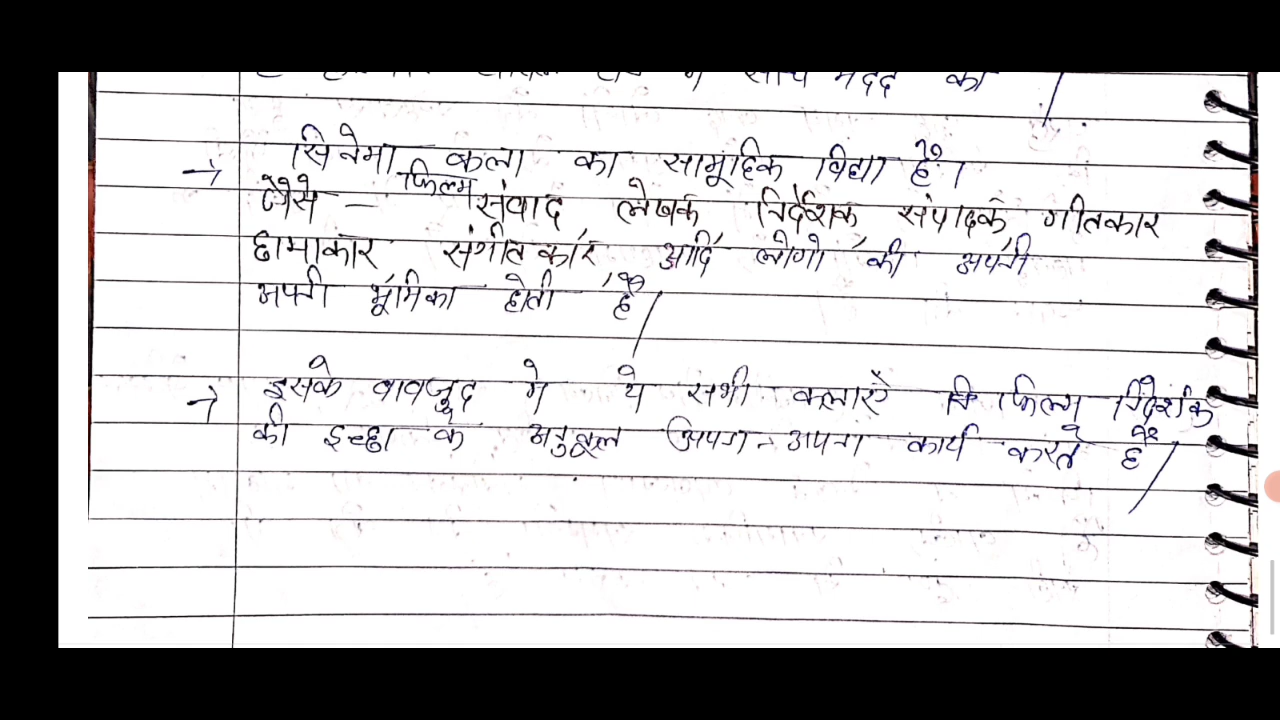 मदद की
→ सिनेमा कला का सामूहिक विद्या है।
जैसे – फिल्म संवाद लेखक निर्देशक संपादक गीतकार
छामाकार संगीतकार आदि लोगो की अपनी
अपनी भूमिका होती है/
→ इसके बावजूद मे ये सभी कलाएँ फिल्म निर्देशक
की इच्छा के अनुकूल अपना-अपना कार्य करते है/